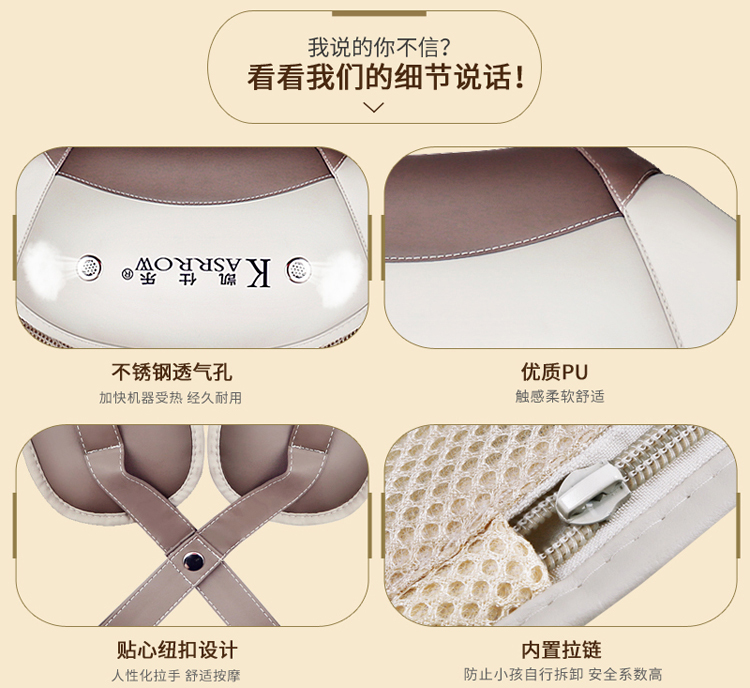 我说的你不信?
看看我们的细节说话!
凯仕乐
KASRROW®
不锈钢透气孔
加快机器受热 经久耐用
优质PU
触感柔软舒适
贴心纽扣设计
人性化拉手 舒适按摩
内置拉链
防止小孩自行拆卸 安全系数高